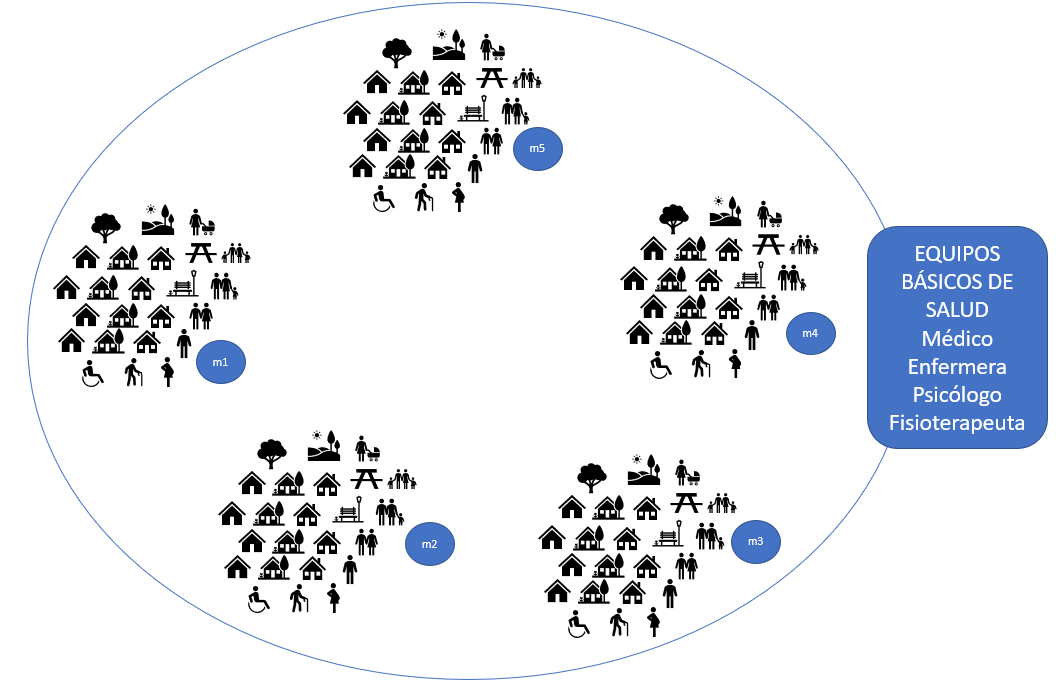 m5
m1
m4
m2
m3
EQUIPOS
BÁSICOS DE
SALUD
Médico
Enfermera
Psicólogo
Fisioterapeuta